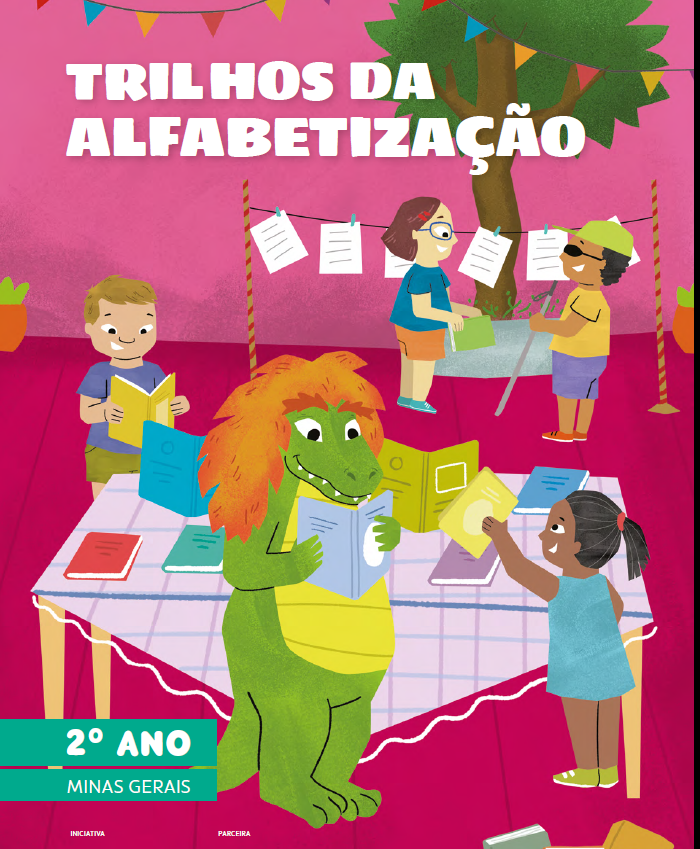 TRILHOS DA
ALFABETIZAÇÃO
2º ANO
MINAS GERAIS
INICIATIVA
PARCEIRA